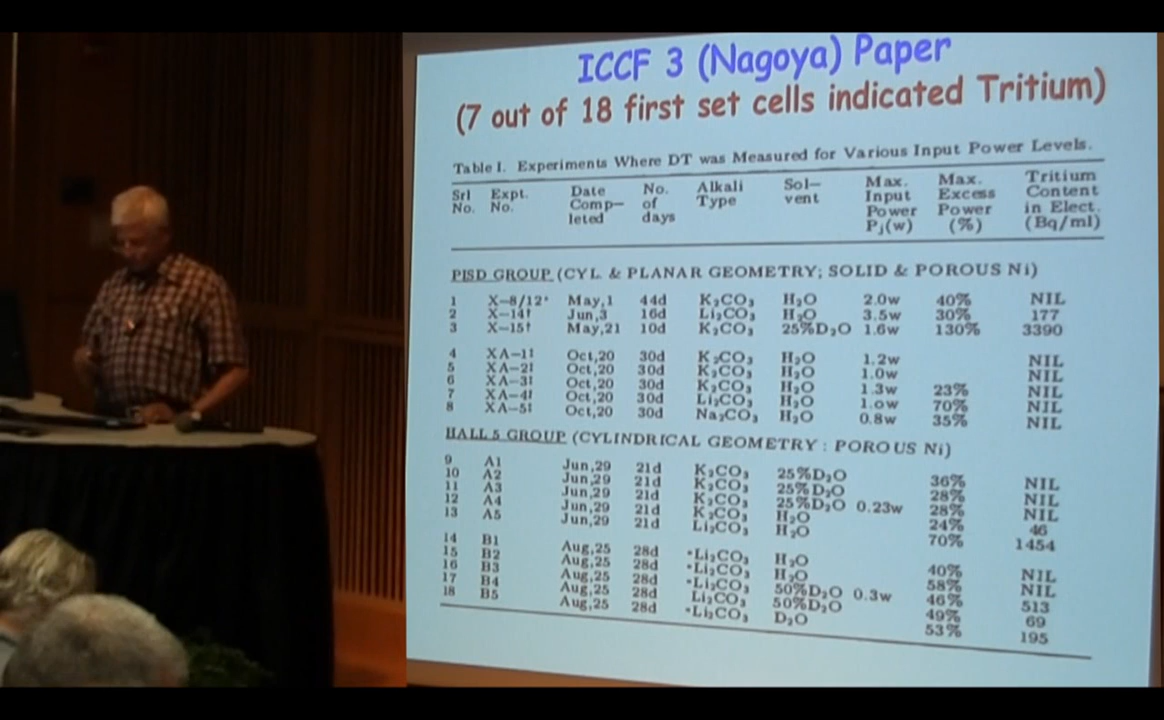 ICCF 3 (Nagoya) Paper
(7 out of 18 first set cells indicated Tritium)
Table I. Experiments Where DT was Measured for Various Input Power Levels.
Srl No. Expt. No. Date Comp— leted No. of days Alkali Type Sol— vent Max. Input Power Pj(w) Max. Excess Power (%) Tritium Content in Elect. (Bq/ml)
PISD GROUP (CYL. & PLANAR GEOMETRY; SOLID & POROUS Ni)
1 X—8/12* May,1 44d K₂CO₃ H₂O 2.0w 40% NIL
2 X—14! Jun,3 16d Li₂CO₃ H₂O 3.5w 30% 177
3 X—15! May,21 10d K₂CO₃ 25%D₂O 1.6w 130% 3390
4 XA—1! Oct,20 30d K₂CO₃ H₂O 1.2w NIL
5 XA—2! Oct,20 30d K₂CO₃ H₂O 1.0w NIL
6 XA—3! Oct,20 30d K₂CO₃ H₂O 1.3w 23% NIL
7 XA—4! Oct,20 30d Li₂CO₃ H₂O 1.0w 70% NIL
8 XA—5! Oct,20 30d Na₂CO₃ H₂O 0.8w 35% NIL
HALL 5 GROUP (CYLINDRICAL GEOMETRY : POROUS Ni)
9 A1 Jun,29 21d K₂CO₃ 25%D₂O 36% NIL
10 A2 Jun,29 21d K₂CO₃ 25%D₂O 28% NIL
11 A3 Jun,29 21d K₂CO₃ 25%D₂O 0.23w 28% NIL
12 A4 Jun,29 21d K₂CO₃ H₂O 24% 46
13 A5 Jun,29 21d Li₂CO₃ H₂O 70% 1454
14 B1 Aug,25 28d *Li₂CO₃ H₂O 40% NIL
15 B2 Aug,25 28d *Li₂CO₃ H₂O 58% NIL
16 B3 Aug,25 28d *Li₂CO₃ 50%D₂O 0.3w 46% 513
17 B4 Aug,25 28d Li₂CO₃ 50%D₂O 49% 69
18 B5 Aug,25 28d *Li₂CO₃ D₂O 53% 195